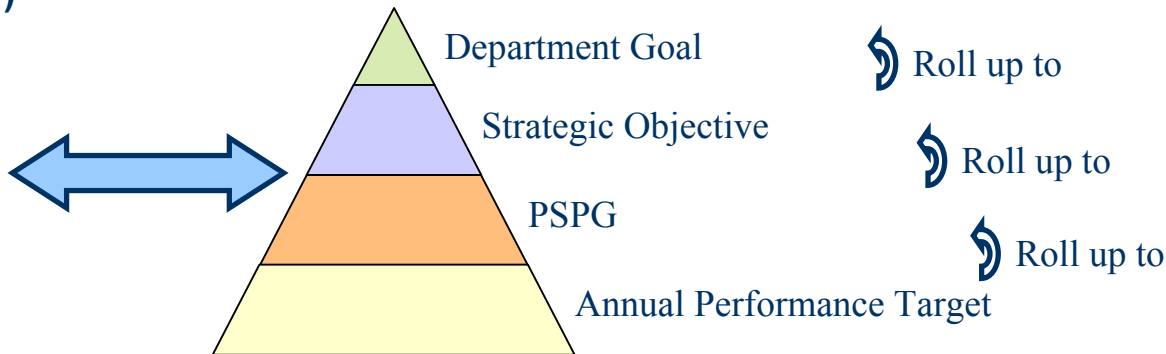 )
Department Goal
Roll up to
Strategic Objective
Roll up to
PSPG
Roll up to
Annual Performance Target